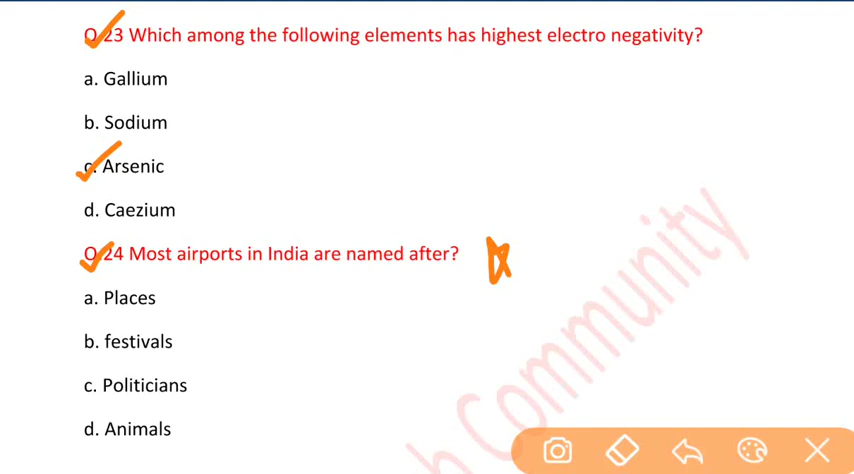 Q.23 Which among the following elements has highest electro negativity?
a. Gallium
b. Sodium
c. Arsenic
d. Caezium
Q.24 Most airports in India are named after?
a. Places
b. festivals
c. Politicians
d. Animals
Community